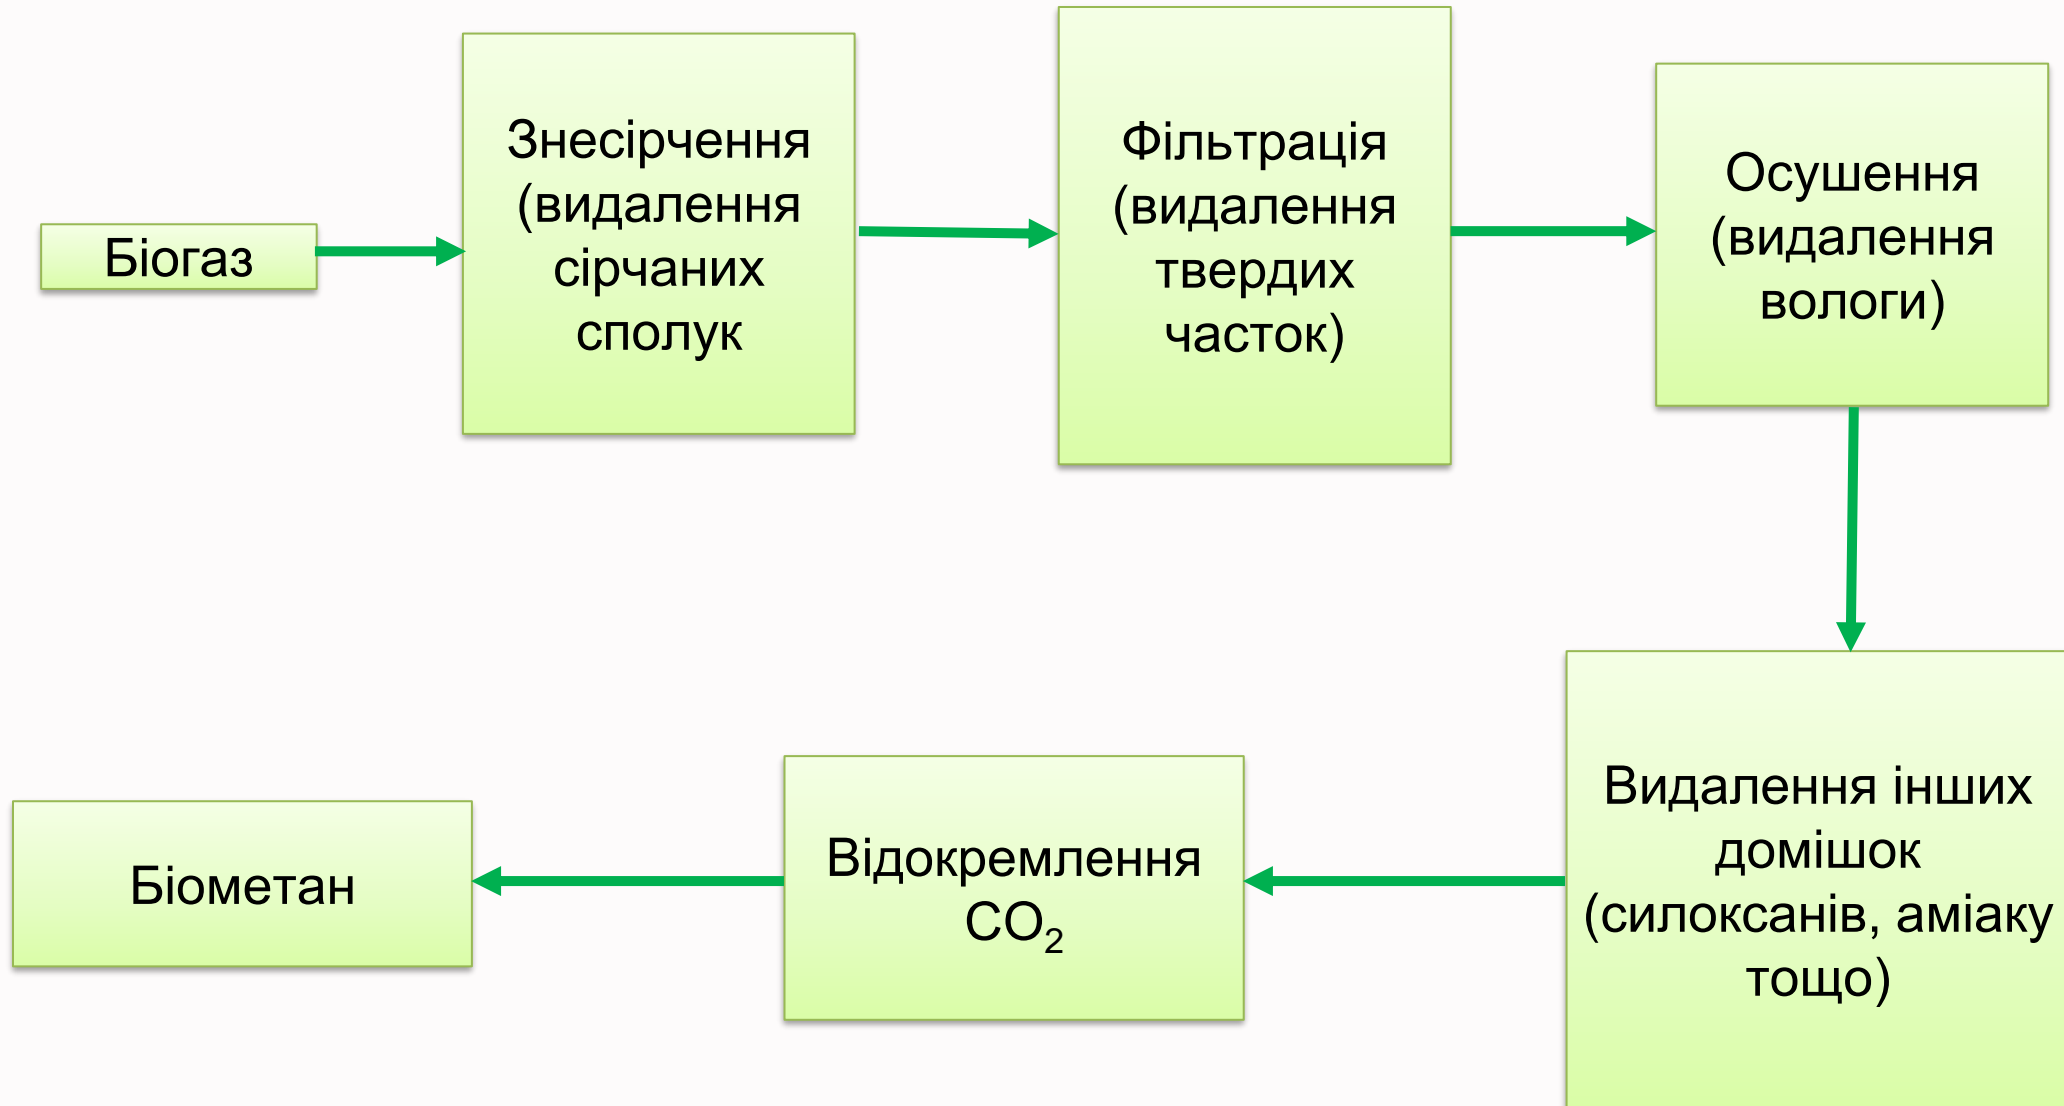 Біогаз
Знесірчення
(видалення
сірчаних
сполук
Фільтрація
(видалення
твердих
часток)
Осушення
(видалення
вологи)
Видалення інших
домішок
(силоксанів, аміаку
тощо)
Відокремлення
CO₂
Біометан